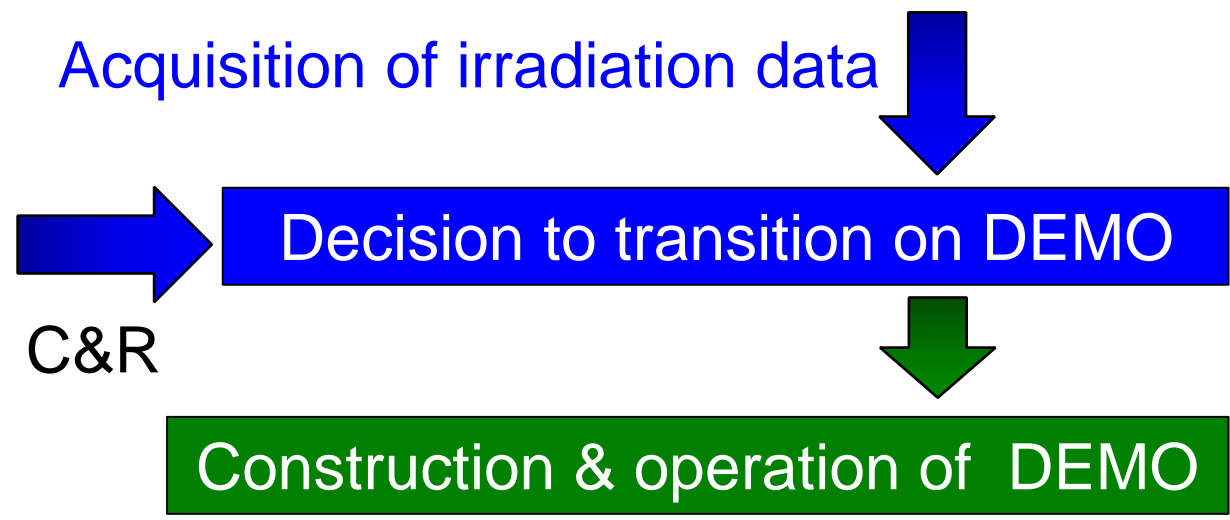 Acquisition of irradiation data
Decision to transition on DEMO
C&R
Construction & operation of DEMO